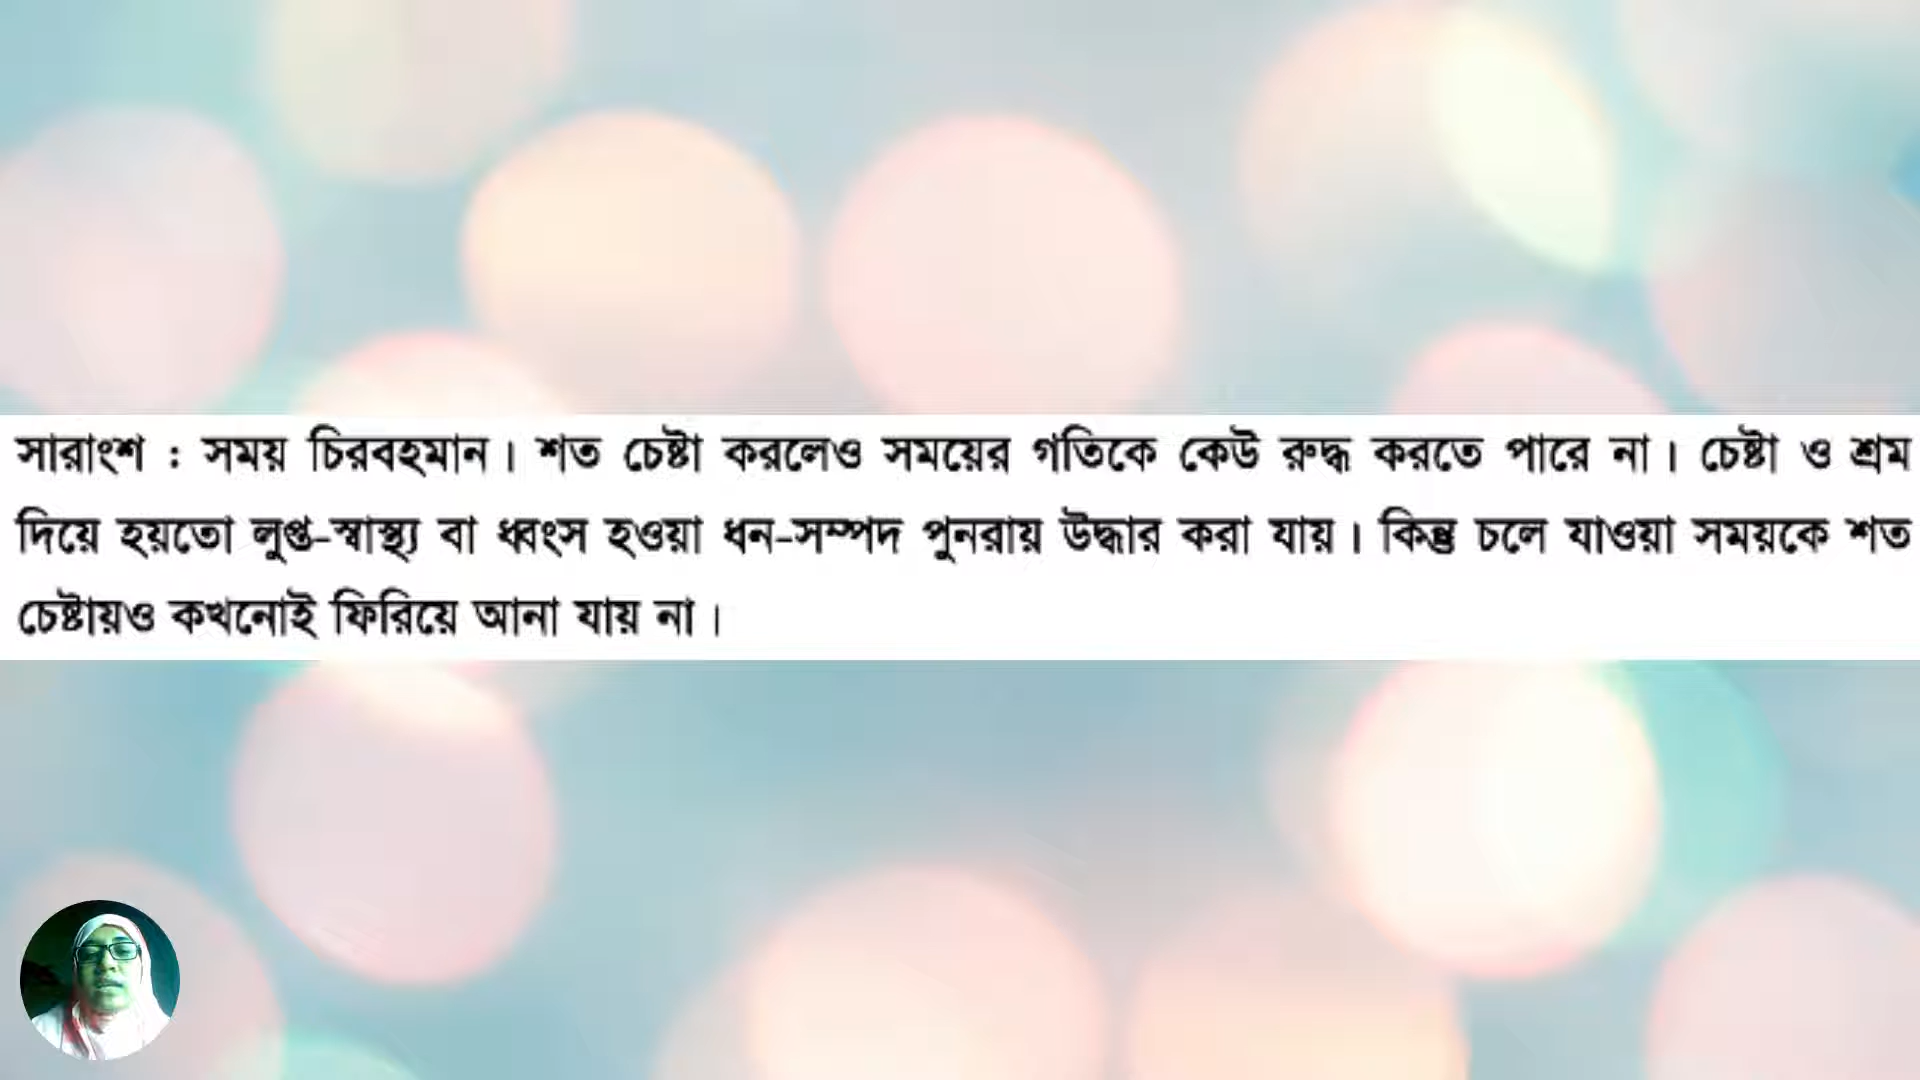 সারাংশ : সময় চিরবহমান। শত চেষ্টা করলেও সময়ের গতিকে কেউ রুদ্ধ করতে পারে না। চেষ্টা ও শ্রম
দিয়ে হয়তো লুপ্ত-স্বাস্থ্য বা ধ্বংস হওয়া ধন-সম্পদ পুনরায় উদ্ধার করা যায়। কিন্তু চলে যাওয়া সময়কে শত
চেষ্টায়ও কখনোই ফিরিয়ে আনা যায় না।